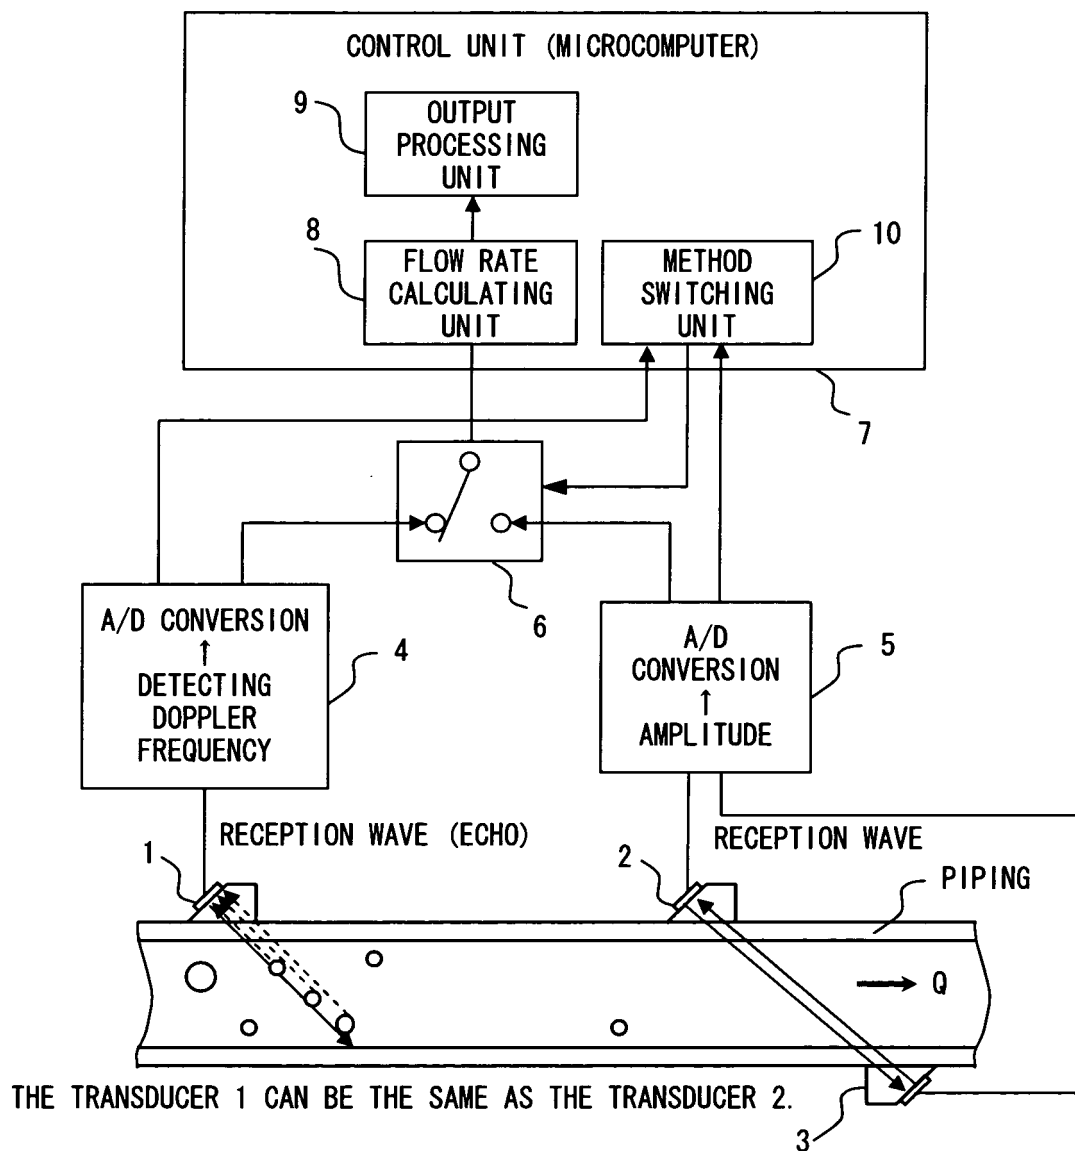 CONTROL UNIT (MICROCOMPUTER)
9
OUTPUT
PROCESSING
UNIT
8
FLOW RATE
CALCULATING
UNIT
10
METHOD
SWITCHING
UNIT
7
6
A/D CONVERSION
↑
DETECTING
DOPPLER
FREQUENCY
4
A/D
CONVERSION
↑
AMPLITUDE
5
RECEPTION WAVE (ECHO)
RECEPTION WAVE
1
2
PIPING
Q
THE TRANSDUCER 1 CAN BE THE SAME AS THE TRANSDUCER 2.
3